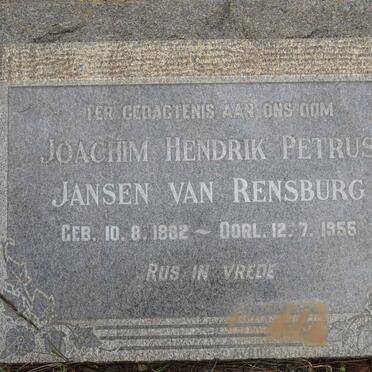 TER GEDAGTENIS AAN ONS OOM
JOACHIM HENDRIK PETRUS
JANSEN VAN RENSBURG
GEB. 10. 8. 1882 ~ OORL. 12. 7. 1956
RUS IN VREDE